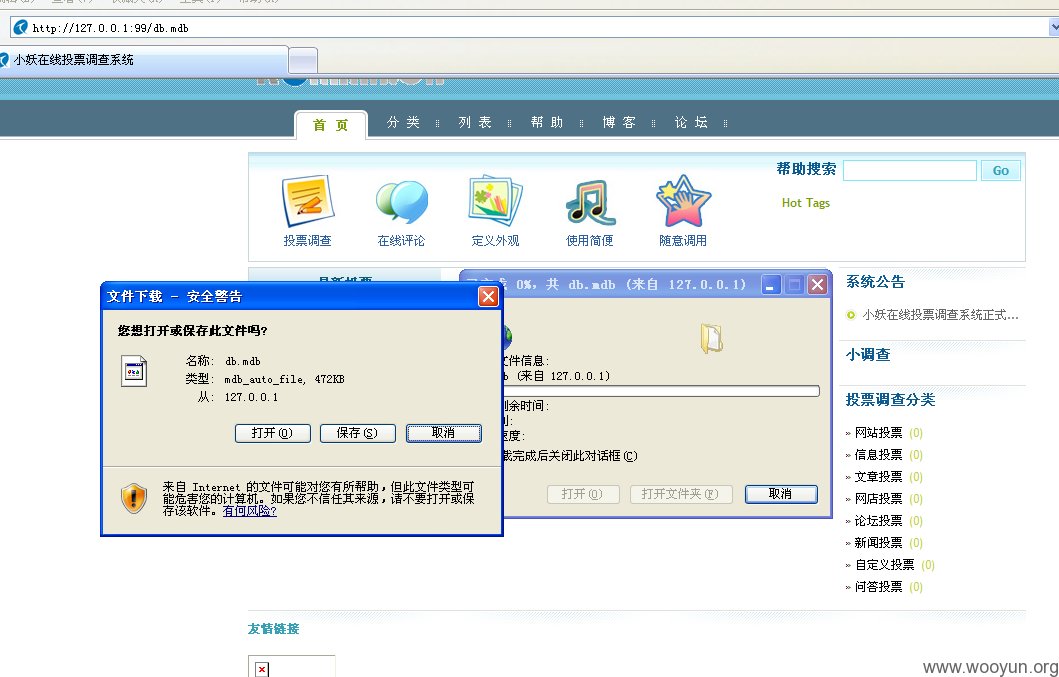 http://127.0.0.1:99/db.mdb
小妖在线投票调查系统
首 页 分 类 列 表 帮 助 博 客 论 坛
帮助搜索 Go
Hot Tags
投票调查 在线评论 定义外观 使用简便 随意调用
系统公告
小妖在线投票调查系统正式...
小调查
投票调查分类
» 网站投票 (0)
» 信息投票 (0)
» 文章投票 (0)
» 网店投票 (0)
» 论坛投票 (0)
» 新闻投票 (0)
» 自定义投票 (0)
» 问答投票 (0)
0%，共 db.mdb (来自 127.0.0.1)
件信息:
(来自 127.0.0.1)
余时间:
度:
完成后关闭此对话框(C)
打开(O) 打开文件夹(F) 取消
文件下载 - 安全警告
您想打开或保存此文件吗?
名称: db.mdb
类型: mdb_auto_file, 472KB
从: 127.0.0.1
打开(O) 保存(S) 取消
来自 Internet 的文件可能对您有所帮助，但此文件类型可
能危害您的计算机。如果您不信任其来源，请不要打开或保
存该软件。有何风险?
友情链接
www.wooyun.org